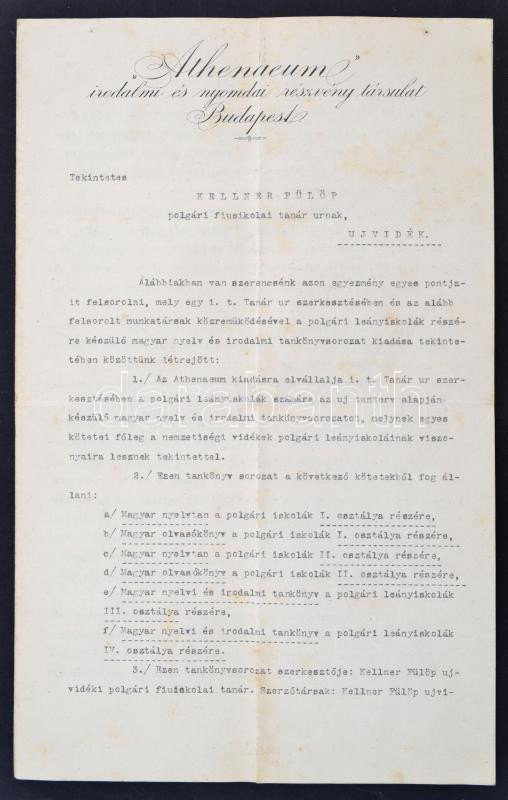 „Athenaeum”
irodalmi és nyomdai részvény társulat
Budapest
Tekintetes
KELLNER FÜLÖP
polgári fiusikolai tanár urnak,
UJVIDÉK.
Alábbiakban van szerencsénk azon egyezmény egyes pontja-
it felsorolni, mely egy i. t. Tanár ur szerkesztésében és az alább
felsorolt munkatársak közremüködésével a polgári leányiskolák részé-
re készülő magyar nyelv és irodalmi tankönyvsorozat kiadása tekinte-
tében közöttünk létrejött:
1./ Az Athenaeum kiadásra elvállalja i. t. Tanár ur szer-
kesztésében a polgári leányiskolák számára az uj tanterv alapján
készülő magyar nyelv és irodalmi tankönyvsorozatot, melynek egyes
kötetei főleg a nemzetiségi vidékek polgári leányiskoláinak viszo-
nyaira lesznek tekintettel.
2./ Ezen tankönyv sorozat a következő kötetekből fog ál-
lani:
a/ Magyar nyelvtan a polgári iskolák I. osztálya részére,
b/ Magyar olvasókönyv a polgári iskolák I. osztálya részére,
c/ Magyar nyelvtan a polgári iskolák II. osztálya részére,
d/ Magyar olvasókönyv a polgári iskolák II. osztálya részére,
e/ Magyar nyelvi és irodalmi tankönyv a polgári leányiskolák
III. osztálya részére,
f/ Magyar nyelvi és irodalmi tankönyv a polgári leányiskolák
IV. osztálya részére.
3./ Ezen tankönyvsorozat szerkesztője: Kellner Fülöp uj-
vidéki polgári fiuiskolai tanár. Szerzőtársak: Kellner Fülöp ujvi-
darabanth